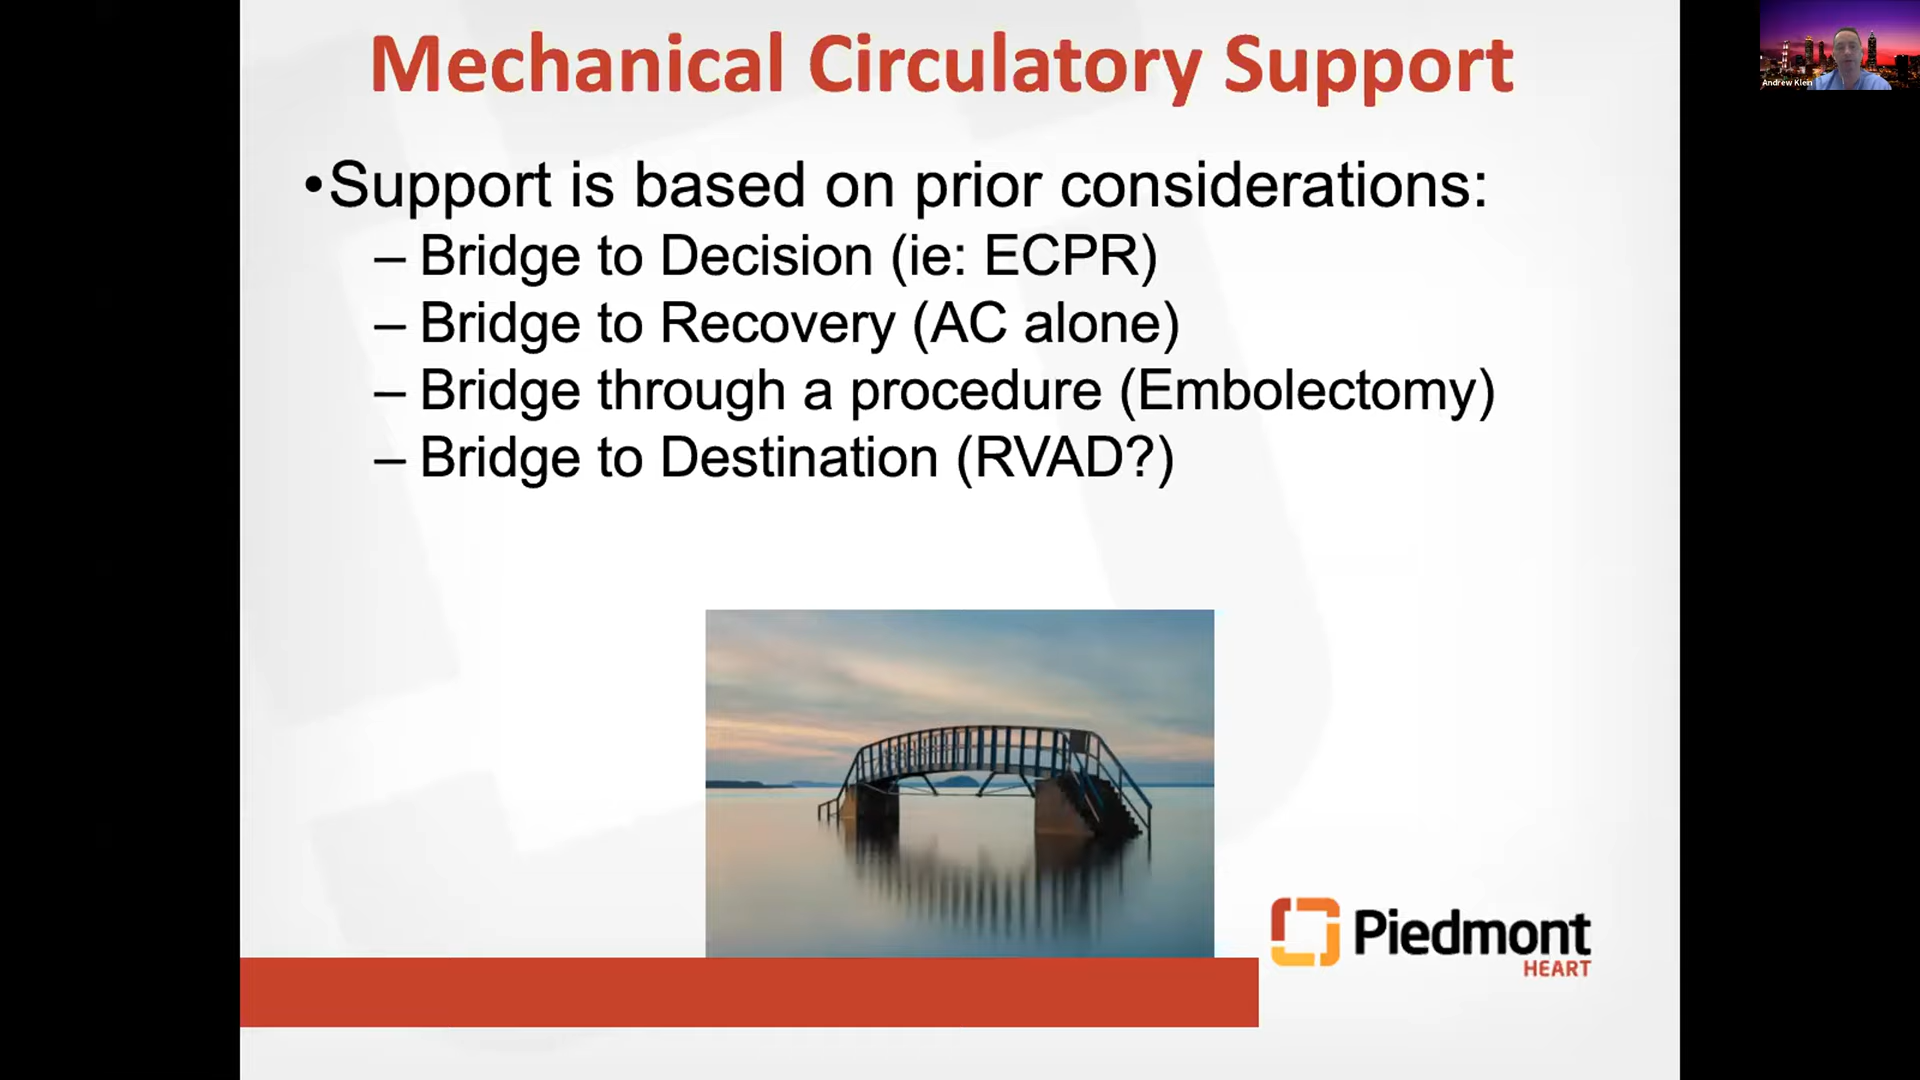 Mechanical Circulatory Support
Andrew Klein
•Support is based on prior considerations:
– Bridge to Decision (ie: ECPR)
– Bridge to Recovery (AC alone)
– Bridge through a procedure (Embolectomy)
– Bridge to Destination (RVAD?)
Piedmont
HEART